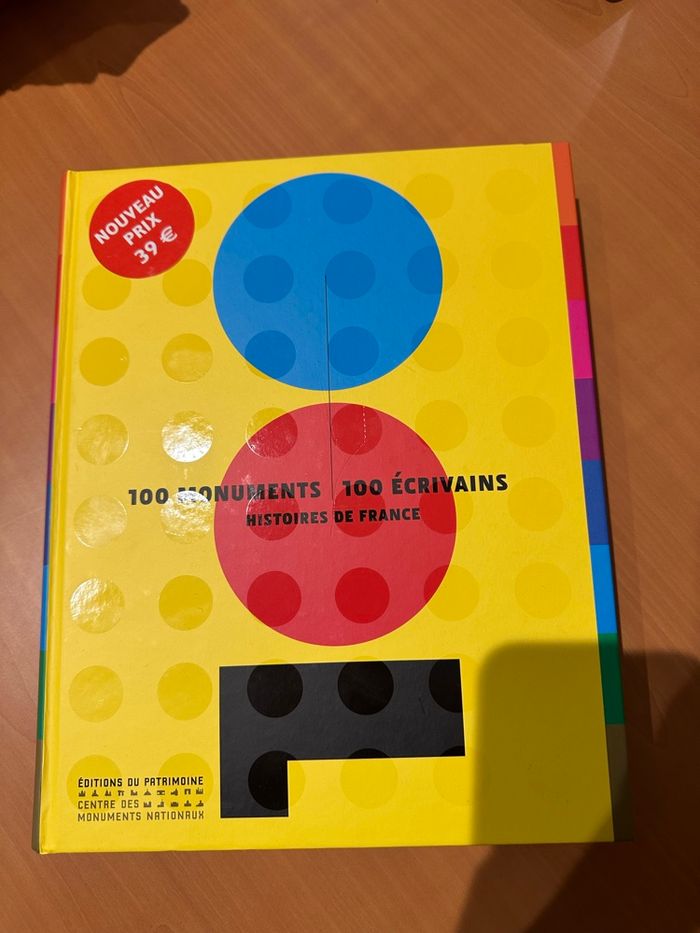 NOUVEAU
PRIX
39 €
100 MONUMENTS 100 ÉCRIVAINS
HISTOIRES DE FRANCE
ÉDITIONS DU PATRIMOINE
CENTRE DES
MONUMENTS NATIONAUX